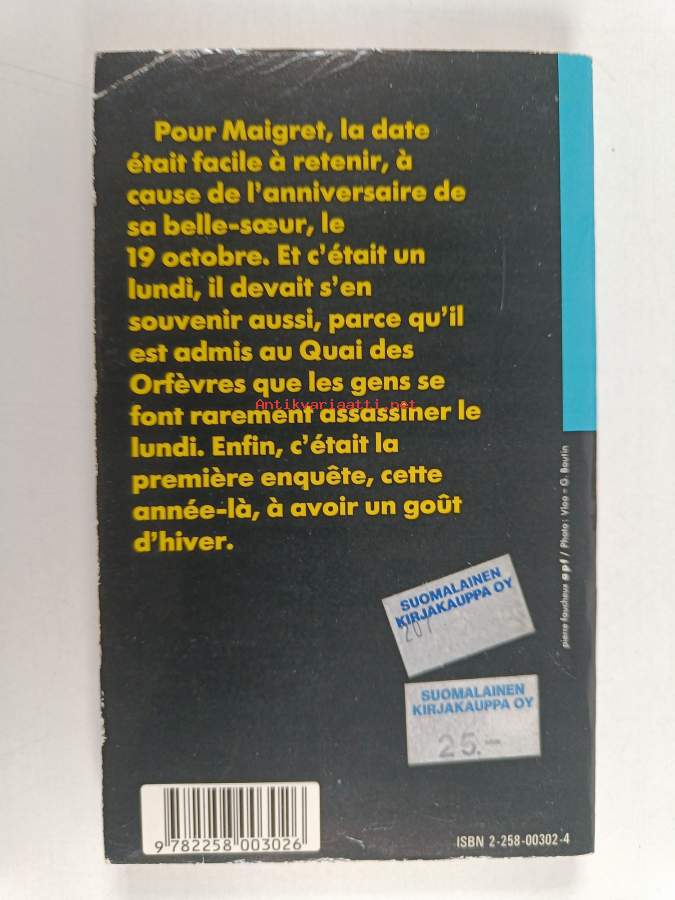 Pour Maigret, la date
était facile à retenir, à
cause de l'anniversaire de
sa belle-sœur, le
19 octobre. Et c'était un
lundi, il devait s'en
souvenir aussi, parce qu'il
est admis au Quai des
Orfèvres que les gens se
font rarement assassiner le
lundi. Enfin, c'était la
première enquête, cette
année-là, à avoir un goût
d'hiver.
Antikvariaatti.net
pierre faucheux apf / Photo: Vloo - G. Boutin
SUOMALAINEN
KIRJAKAUPPA OY
207
SUOMALAINEN
KIRJAKAUPPA OY
25.-
9 782258 003026
ISBN 2-258-00302-4